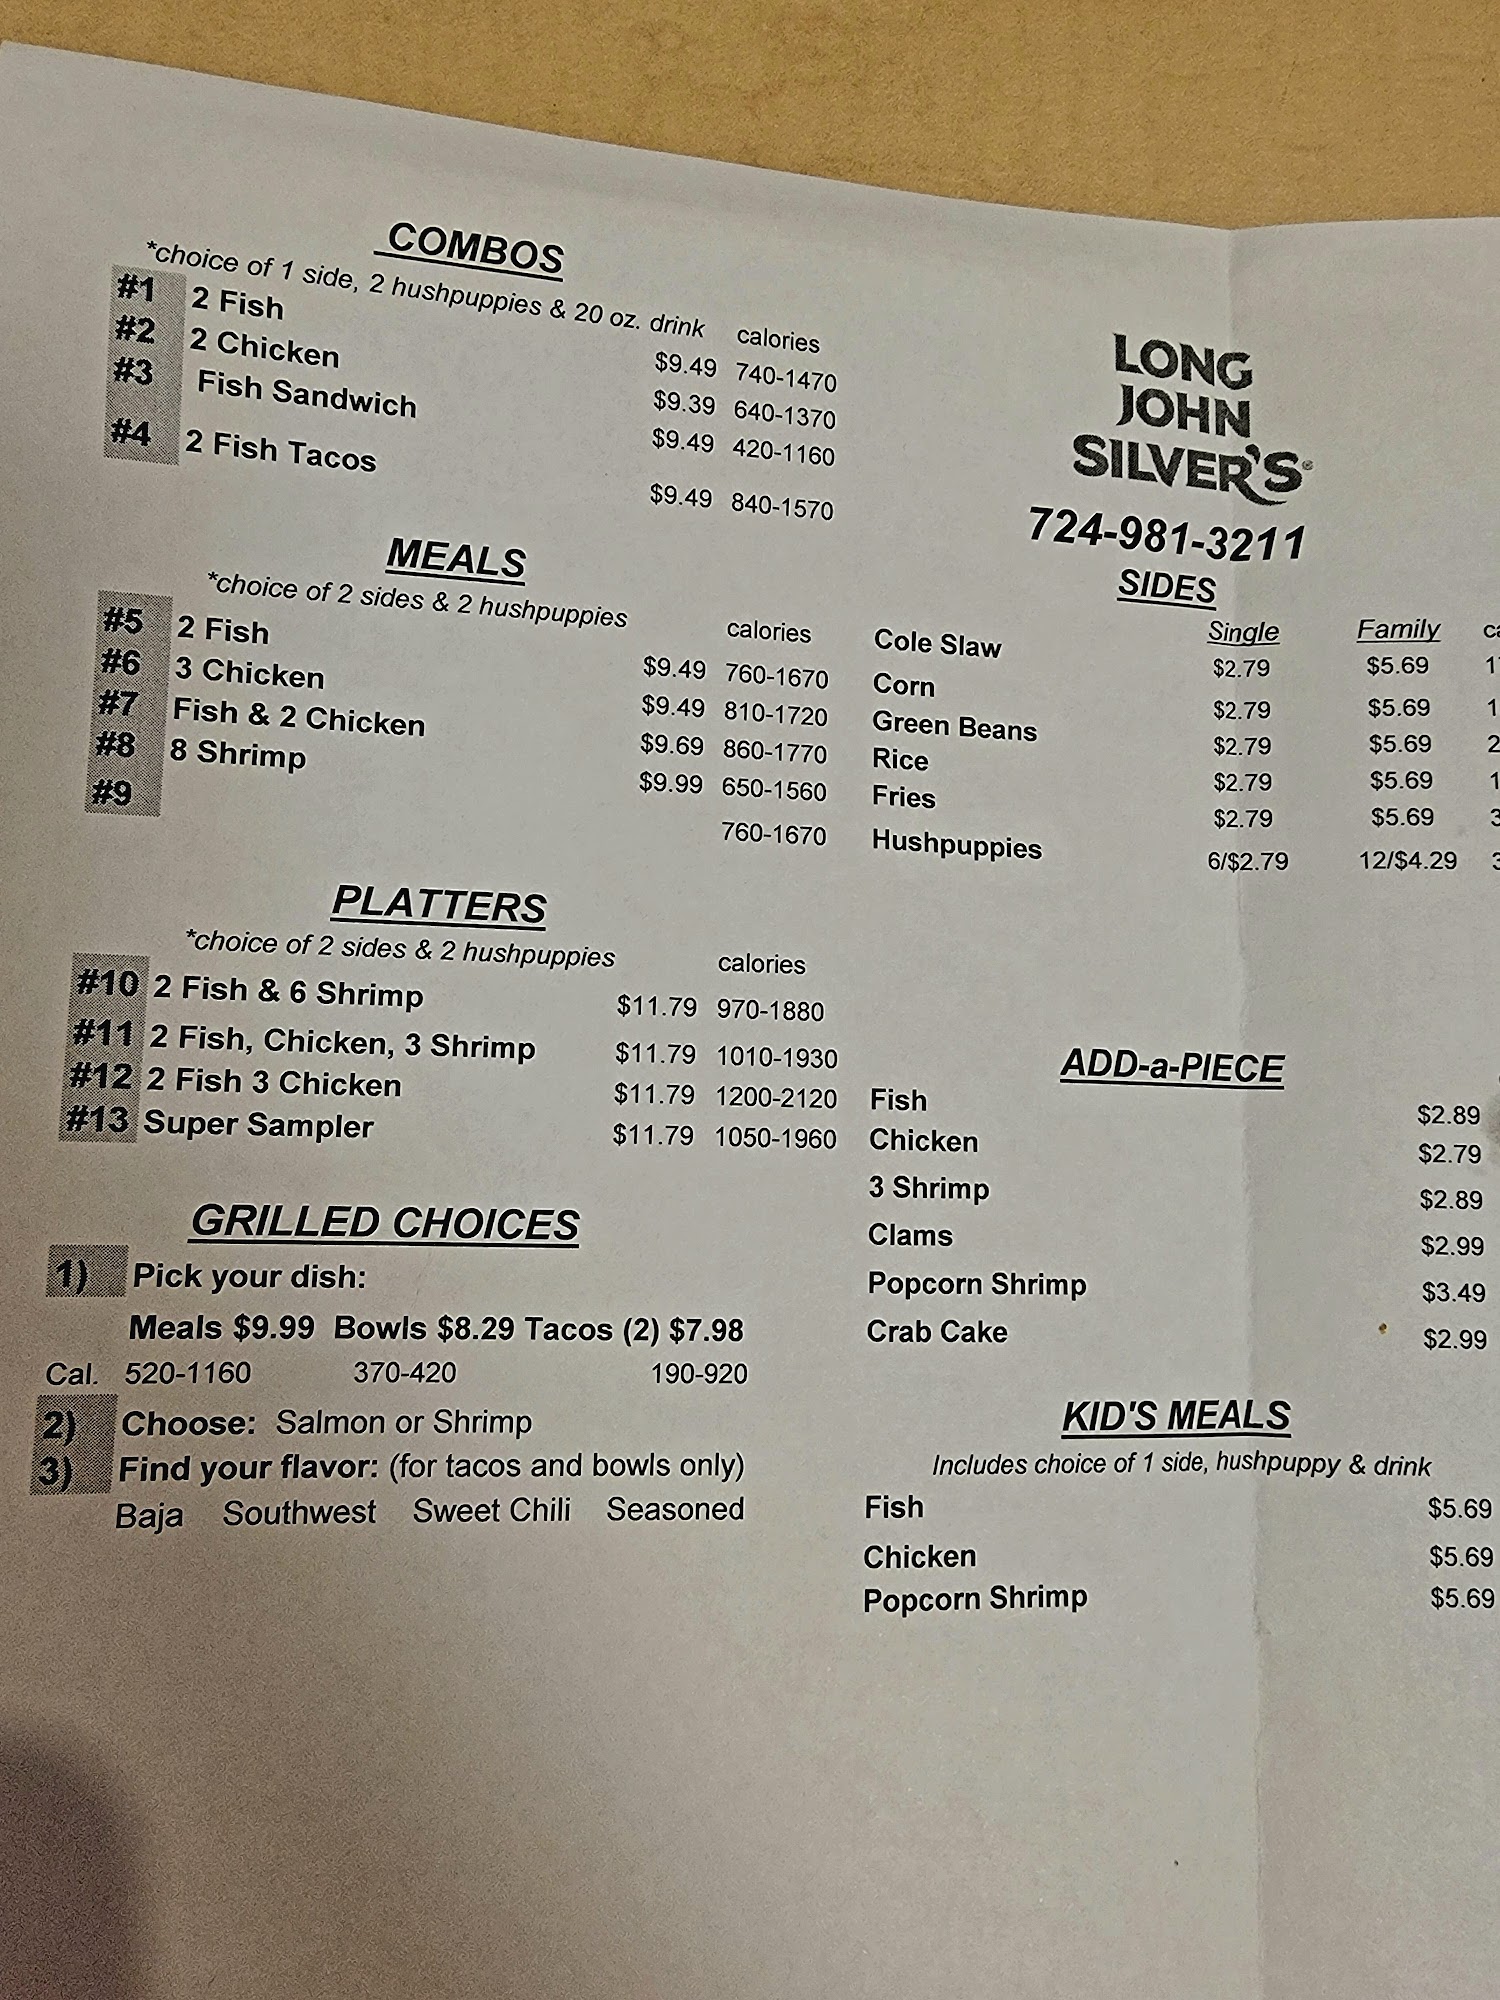 COMBOS
*choice of 1 side, 2 hushpuppies & 20 oz. drink calories
#1 2 Fish $9.49 740-1470
#2 2 Chicken $9.39 640-1370
#3 Fish Sandwich $9.49 420-1160
#4 2 Fish Tacos $9.49 840-1570
MEALS
*choice of 2 sides & 2 hushpuppies calories
#5 2 Fish $9.49 760-1670
#6 3 Chicken $9.49 810-1720
#7 Fish & 2 Chicken $9.69 860-1770
#8 8 Shrimp $9.99 650-1560
#9 760-1670
PLATTERS
*choice of 2 sides & 2 hushpuppies calories
#10 2 Fish & 6 Shrimp $11.79 970-1880
#11 2 Fish, Chicken, 3 Shrimp $11.79 1010-1930
#12 2 Fish 3 Chicken $11.79 1200-2120
#13 Super Sampler $11.79 1050-1960
GRILLED CHOICES
1) Pick your dish:
Meals $9.99 Bowls $8.29 Tacos (2) $7.98
Cal. 520-1160 370-420 190-920
2) Choose: Salmon or Shrimp
3) Find your flavor: (for tacos and bowls only)
Baja Southwest Sweet Chili Seasoned
LONG
JOHN
SILVER'S®
724-981-3211
SIDES
Single Family
Cole Slaw $2.79 $5.69
Corn $2.79 $5.69
Green Beans $2.79 $5.69
Rice $2.79 $5.69
Fries $2.79 $5.69
Hushpuppies 6/$2.79 12/$4.29
ADD-a-PIECE
Fish $2.89
Chicken $2.79
3 Shrimp $2.89
Clams $2.99
Popcorn Shrimp $3.49
Crab Cake $2.99
KID'S MEALS
Includes choice of 1 side, hushpuppy & drink
Fish $5.69
Chicken $5.69
Popcorn Shrimp $5.69